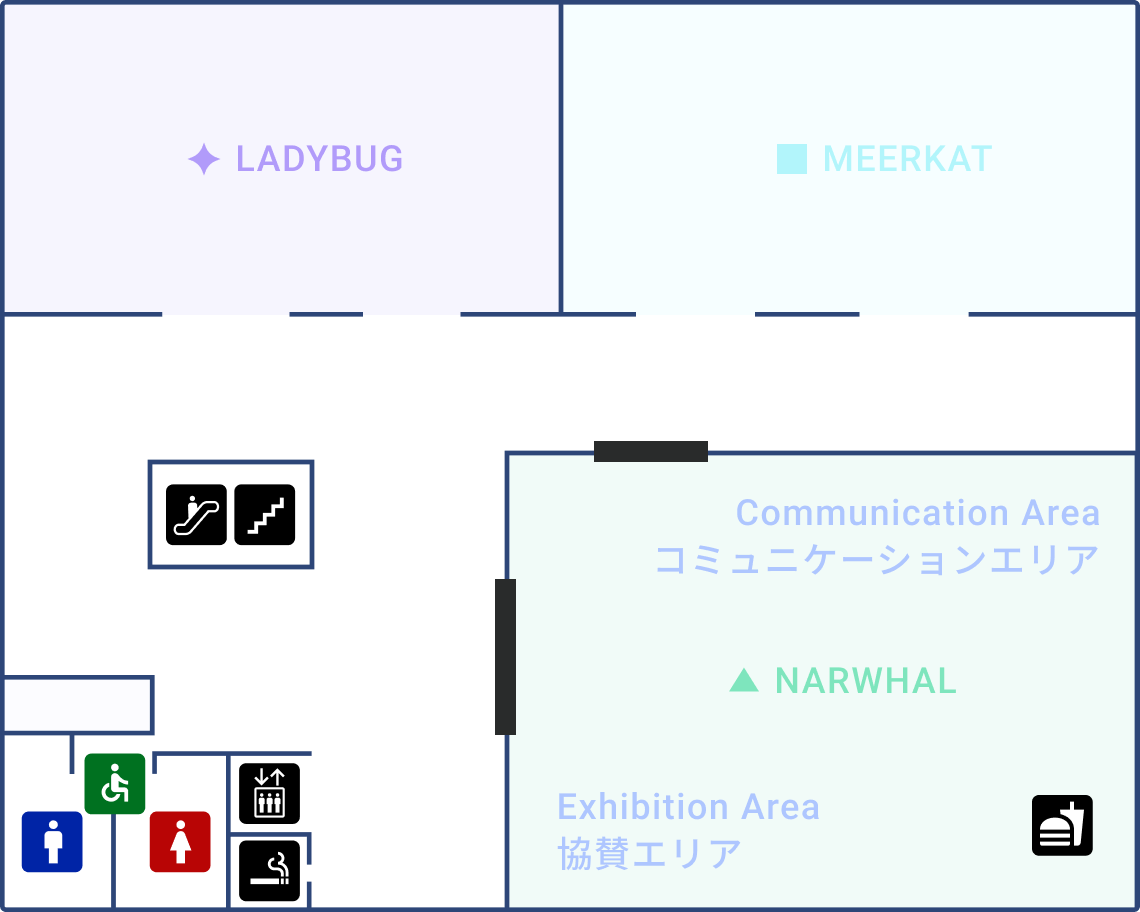 LADYBUG
MEERKAT
Communication Area
コミュニケーションエリア
NARWHAL
Exhibition Area
協賛エリア